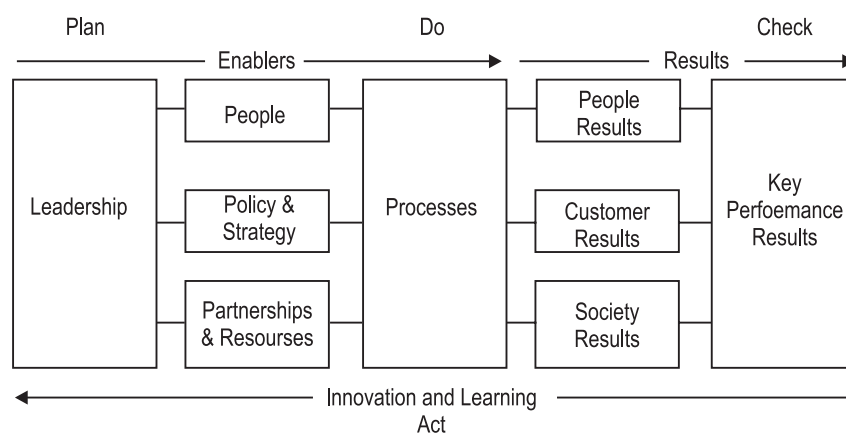 Plan
Do
Check
Enablers
Results
Leadership
People
Policy &
Strategy
Partnerships
& Resourses
Processes
People
Results
Customer
Results
Society
Results
Key
Perfoemance
Results
Innovation and Learning
Act